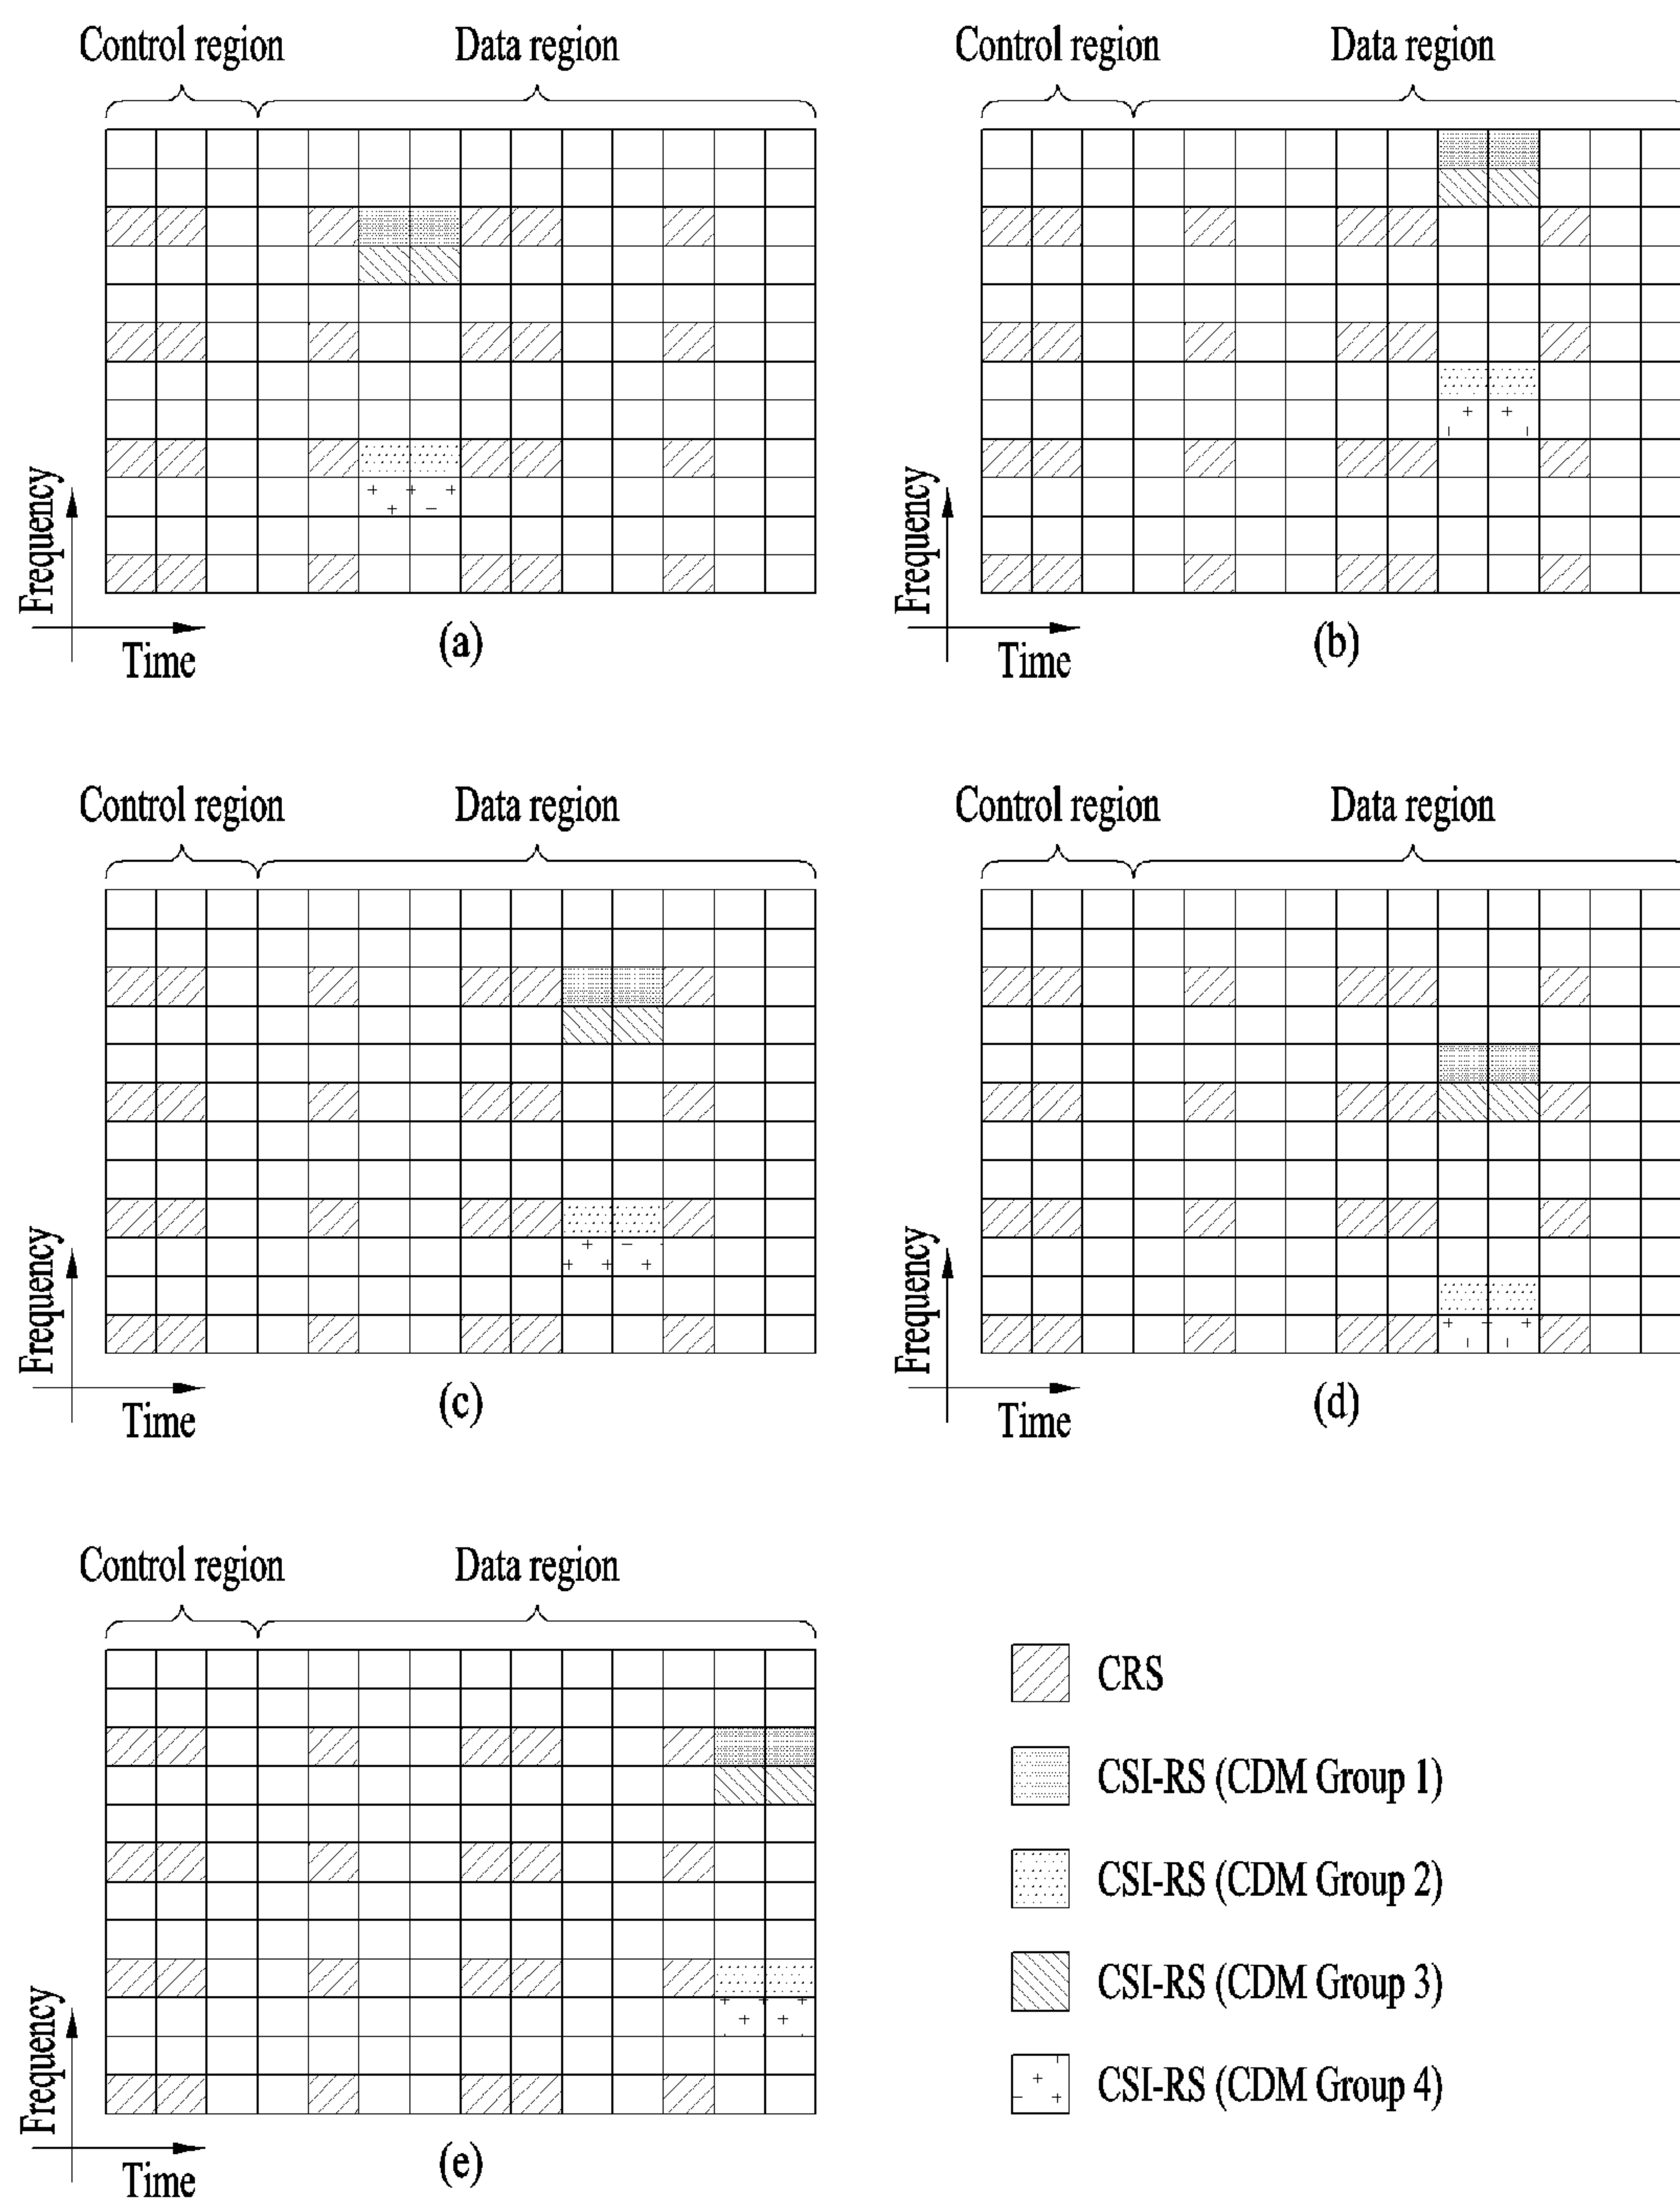 Control region
Data region
Frequency
Time
(a)
Control region
Data region
Frequency
Time
(b)
Control region
Data region
Frequency
Time
(c)
Control region
Data region
Frequency
Time
(d)
Control region
Data region
Frequency
Time
(e)
CRS
CSI-RS (CDM Group 1)
CSI-RS (CDM Group 2)
CSI-RS (CDM Group 3)
CSI-RS (CDM Group 4)